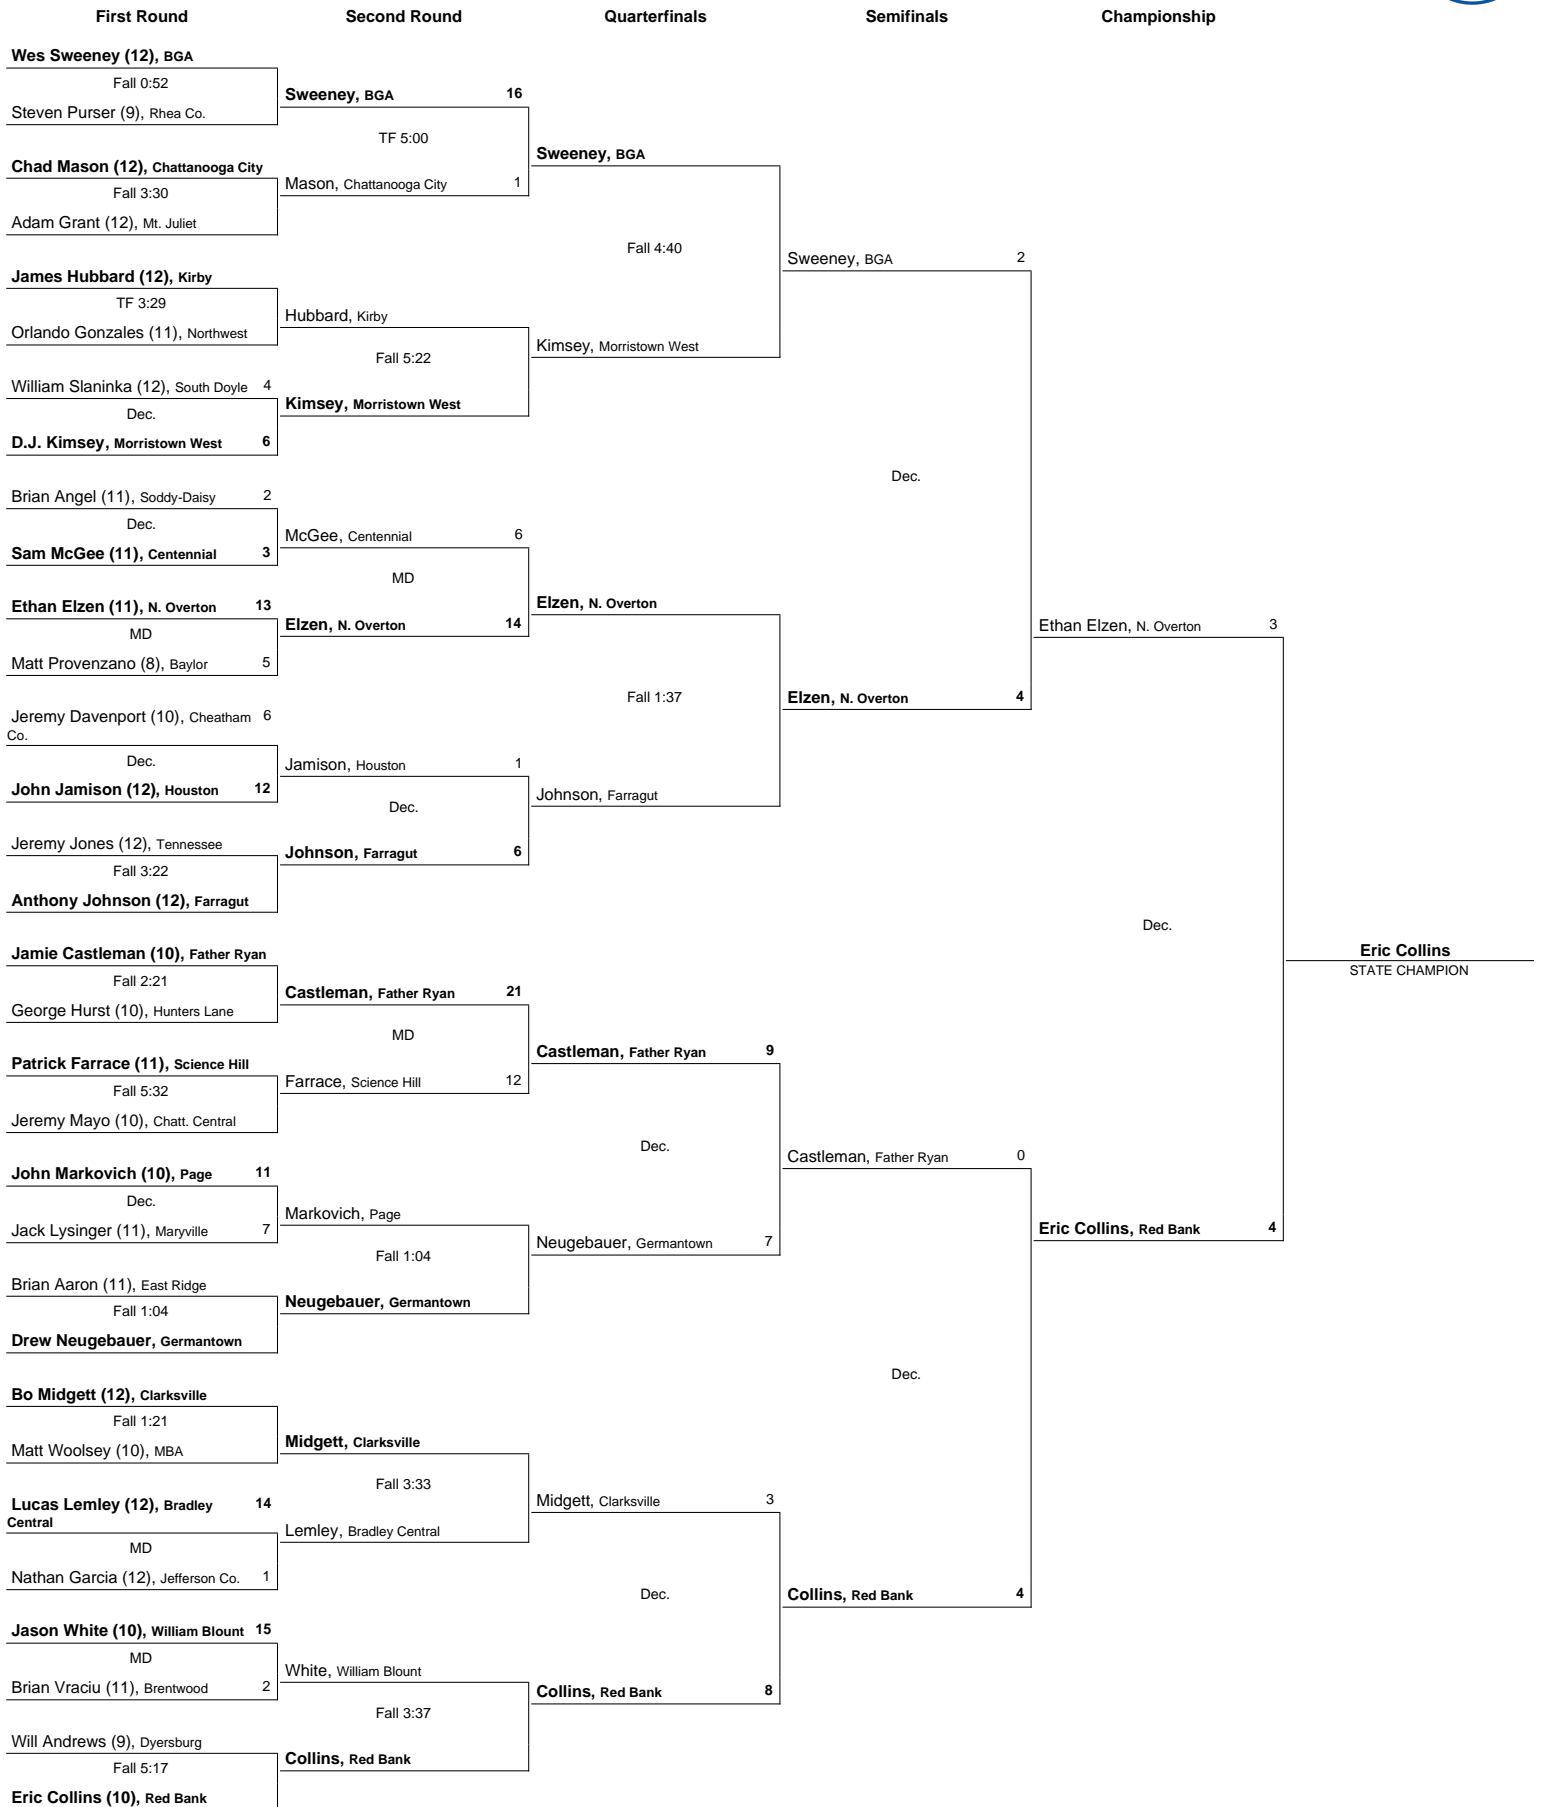 First Round
Second Round
Quarterfinals
Semifinals
Championship
Wes Sweeney (12), BGA
Fall 0:52
Steven Purser (9), Rhea Co.
Chad Mason (12), Chattanooga City
Fall 3:30
Adam Grant (12), Mt. Juliet
James Hubbard (12), Kirby
TF 3:29
Orlando Gonzales (11), Northwest
William Slaninka (12), South Doyle 4
Dec.
D.J. Kimsey, Morristown West 6
Brian Angel (11), Soddy-Daisy 2
Dec.
Sam McGee (11), Centennial 3
Ethan Elzen (11), N. Overton 13
MD
Matt Provenzano (8), Baylor 5
Jeremy Davenport (10), Cheatham 6
Co.
Dec.
John Jamison (12), Houston 12
Jeremy Jones (12), Tennessee
Fall 3:22
Anthony Johnson (12), Farragut
Jamie Castleman (10), Father Ryan
Fall 2:21
George Hurst (10), Hunters Lane
Patrick Farrace (11), Science Hill
Fall 5:32
Jeremy Mayo (10), Chatt. Central
John Markovich (10), Page 11
Dec.
Jack Lysinger (11), Maryville 7
Brian Aaron (11), East Ridge
Fall 1:04
Drew Neugebauer, Germantown
Bo Midgett (12), Clarksville
Fall 1:21
Matt Woolsey (10), MBA
Lucas Lemley (12), Bradley 14
Central
MD
Nathan Garcia (12), Jefferson Co. 1
Jason White (10), William Blount 15
MD
Brian Vraciu (11), Brentwood 2
Will Andrews (9), Dyersburg
Fall 5:17
Eric Collins (10), Red Bank
Sweeney, BGA 16
TF 5:00
Mason, Chattanooga City 1
Hubbard, Kirby
Fall 5:22
Kimsey, Morristown West
McGee, Centennial 6
MD
Elzen, N. Overton 14
Jamison, Houston 1
Dec.
Johnson, Farragut 6
Castleman, Father Ryan 21
MD
Farrace, Science Hill 12
Markovich, Page
Fall 1:04
Neugebauer, Germantown
Midgett, Clarksville
Fall 3:33
Lemley, Bradley Central
White, William Blount
Fall 3:37
Collins, Red Bank
Sweeney, BGA
Fall 4:40
Kimsey, Morristown West
Elzen, N. Overton
Fall 1:37
Johnson, Farragut
Castleman, Father Ryan 9
Dec.
Neugebauer, Germantown 7
Midgett, Clarksville 3
Dec.
Collins, Red Bank 8
Sweeney, BGA 2
Dec.
Elzen, N. Overton 4
Castleman, Father Ryan 0
Dec.
Collins, Red Bank 4
Ethan Elzen, N. Overton 3
Dec.
Eric Collins, Red Bank 4
Eric Collins
STATE CHAMPION